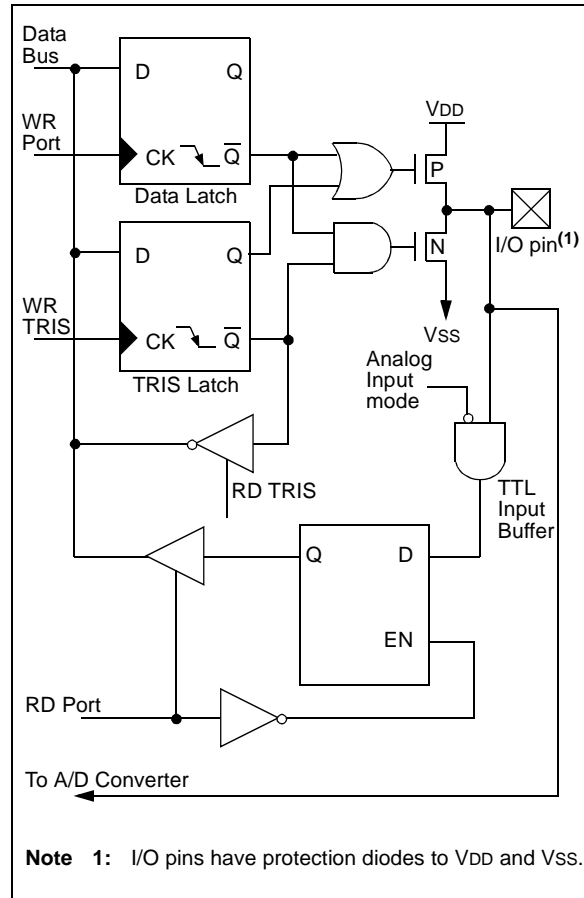 Data
Bus
D Q
WR
Port
CK Q
VDD
P
Data Latch
I/O pin(1)
N
D Q
WR
TRIS
CK Q
VSS
TRIS Latch
Analog
Input
mode
RD TRIS
TTL
Input
Buffer
Q D
EN
RD Port
To A/D Converter
Note 1: I/O pins have protection diodes to VDD and VSS.